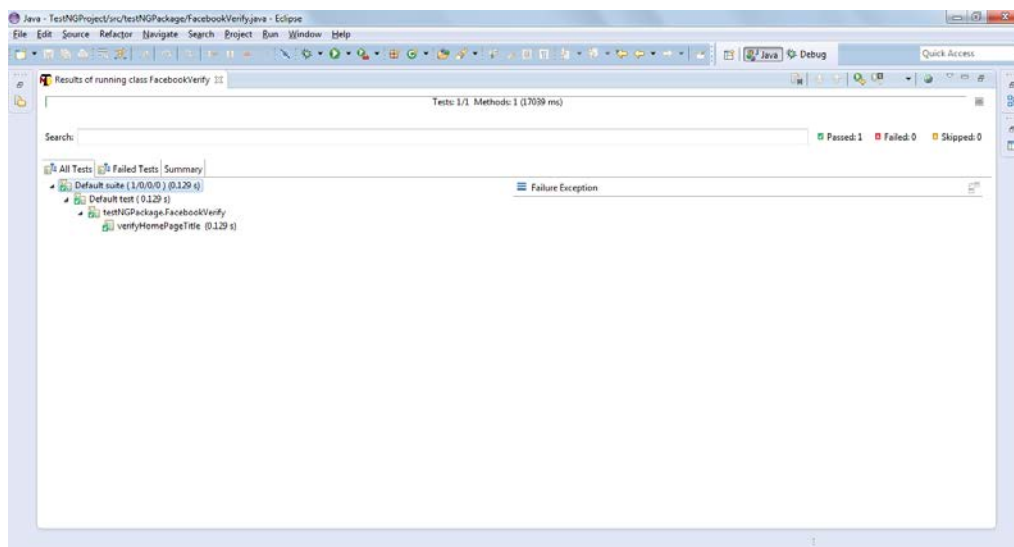 Java - TestNGProject/src/testNGPackage/FacebookVerify.java - Eclipse
File Edit Source Refactor Navigate Search Project Run Window Help
Java Debug Quick Access
Results of running class FacebookVerify
Tests: 1/1 Methods: 1 (17039 ms)
Search: Passed: 1 Failed: 0 Skipped: 0
All Tests Failed Tests Summary
Default suite ( 1/0/0/0 ) (0.129 s) Failure Exception
Default test ( 0.129 s)
testNGPackage.FacebookVerify
verifyHomePageTitle (0.129 s)